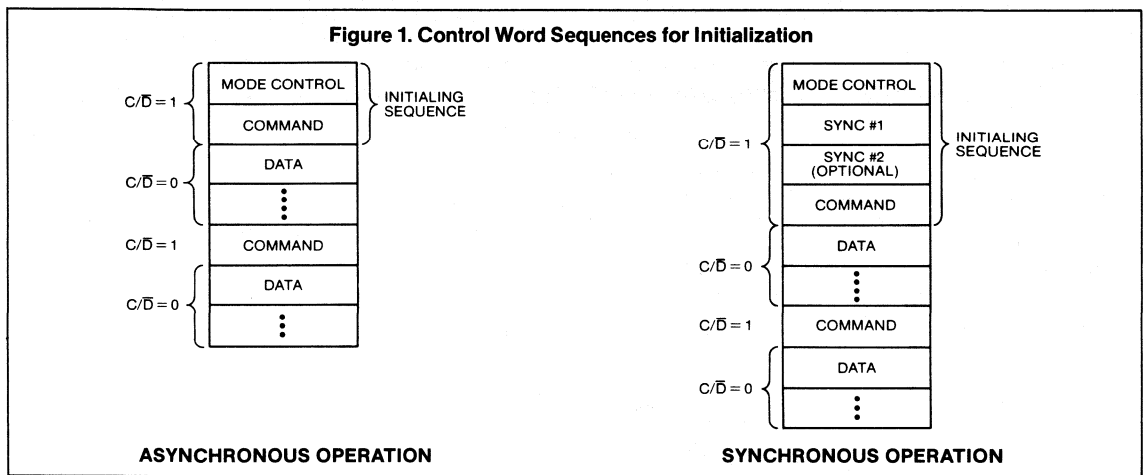 Figure 1. Control Word Sequences for Initialization
C/D̅ = 1
MODE CONTROL
COMMAND
INITIALING
SEQUENCE
C/D̅ = 0
DATA
C/D̅ = 1
COMMAND
C/D̅ = 0
DATA
ASYNCHRONOUS OPERATION
C/D̅ = 1
MODE CONTROL
SYNC #1
SYNC #2
(OPTIONAL)
COMMAND
INITIALING
SEQUENCE
C/D̅ = 0
DATA
C/D̅ = 1
COMMAND
C/D̅ = 0
DATA
SYNCHRONOUS OPERATION